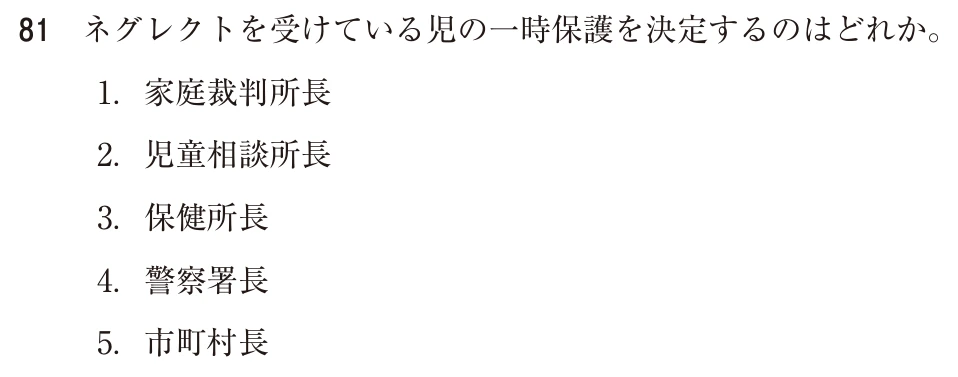 81 ネグレクトを受けている児の一時保護を決定するのはどれか。
1. 家庭裁判所長
2. 児童相談所長
3. 保健所長
4. 警察署長
5. 市町村長